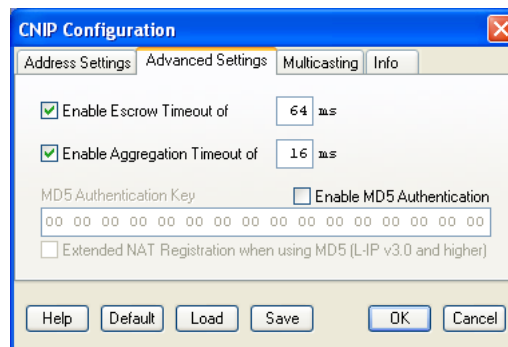 CNIP Configuration
Address Settings Advanced Settings Multicasting Info
Enable Escrow Timeout of 64 ms
Enable Aggregation Timeout of 16 ms
MD5 Authentication Key Enable MD5 Authentication
00 00 00 00 00 00 00 00 00 00 00 00 00 00 00 00
Extended NAT Registration when using MD5 (L-IP v3.0 and higher)
Help Default Load Save OK Cancel